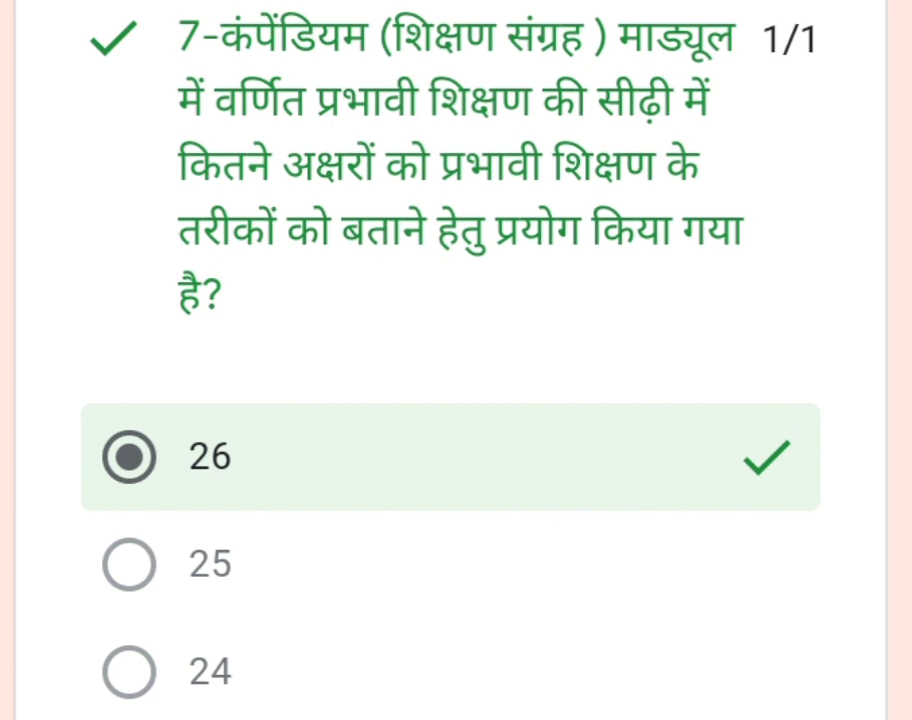 7-कंपेंडियम (शिक्षण संग्रह ) माड्यूल 1/1
में वर्णित प्रभावी शिक्षण की सीढ़ी में
कितने अक्षरों को प्रभावी शिक्षण के
तरीकों को बताने हेतु प्रयोग किया गया
है?
26
25
24